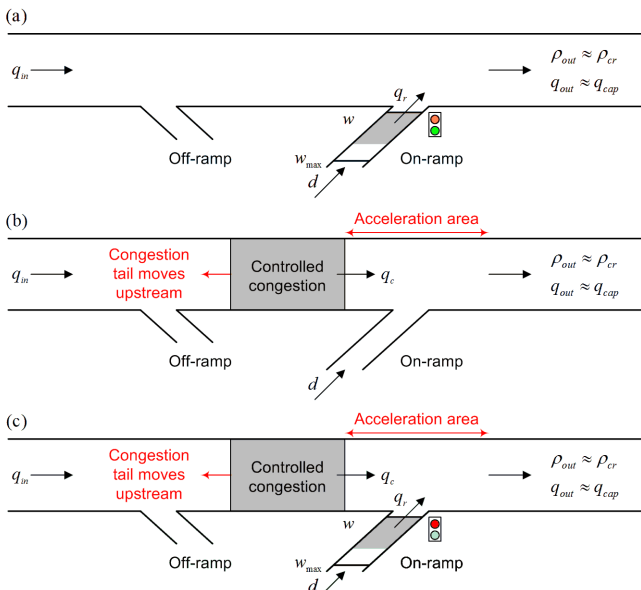 (a)
q_in
ρ_out ≈ ρ_cr
q_out ≈ q_cap
q_r
w
w_max
d
Off-ramp
On-ramp
(b)
Acceleration area
q_in
Congestion
tail moves
upstream
Controlled
congestion
q_c
ρ_out ≈ ρ_cr
q_out ≈ q_cap
Off-ramp
On-ramp
d
(c)
Acceleration area
q_in
Congestion
tail moves
upstream
Controlled
congestion
q_c
ρ_out ≈ ρ_cr
q_out ≈ q_cap
q_r
w
w_max
d
Off-ramp
On-ramp